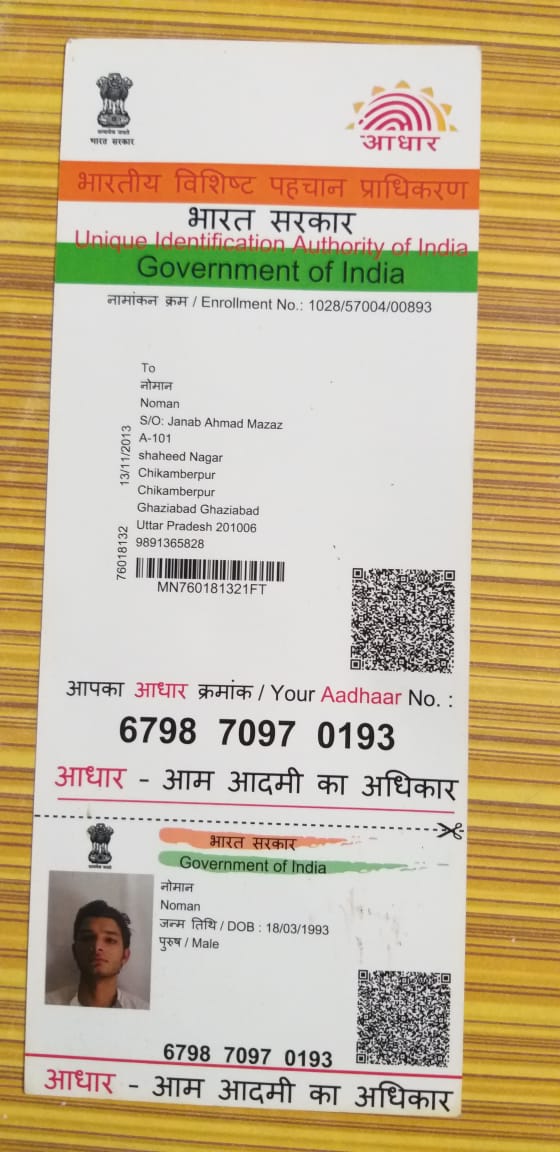 सत्यमेव जयते
भारत सरकार
आधार
भारतीय विशिष्ट पहचान प्राधिकरण
भारत सरकार
Unique Identification Authority of India
Government of India
नामांकन क्रम / Enrollment No.: 1028/57004/00893
To
नोमान
Noman
S/O: Janab Ahmad Mazaz
A-101
shaheed Nagar
Chikamberpur
Chikamberpur
Ghaziabad Ghaziabad
Uttar Pradesh 201006
9891365828
13/11/2013
76018132
MN760181321FT
आपका आधार क्रमांक / Your Aadhaar No. :
6798 7097 0193
आधार - आम आदमी का अधिकार
भारत सरकार
Government of India
नोमान
Noman
जन्म तिथि / DOB : 18/03/1993
पुरुष / Male
6798 7097 0193
आधार - आम आदमी का अधिकार